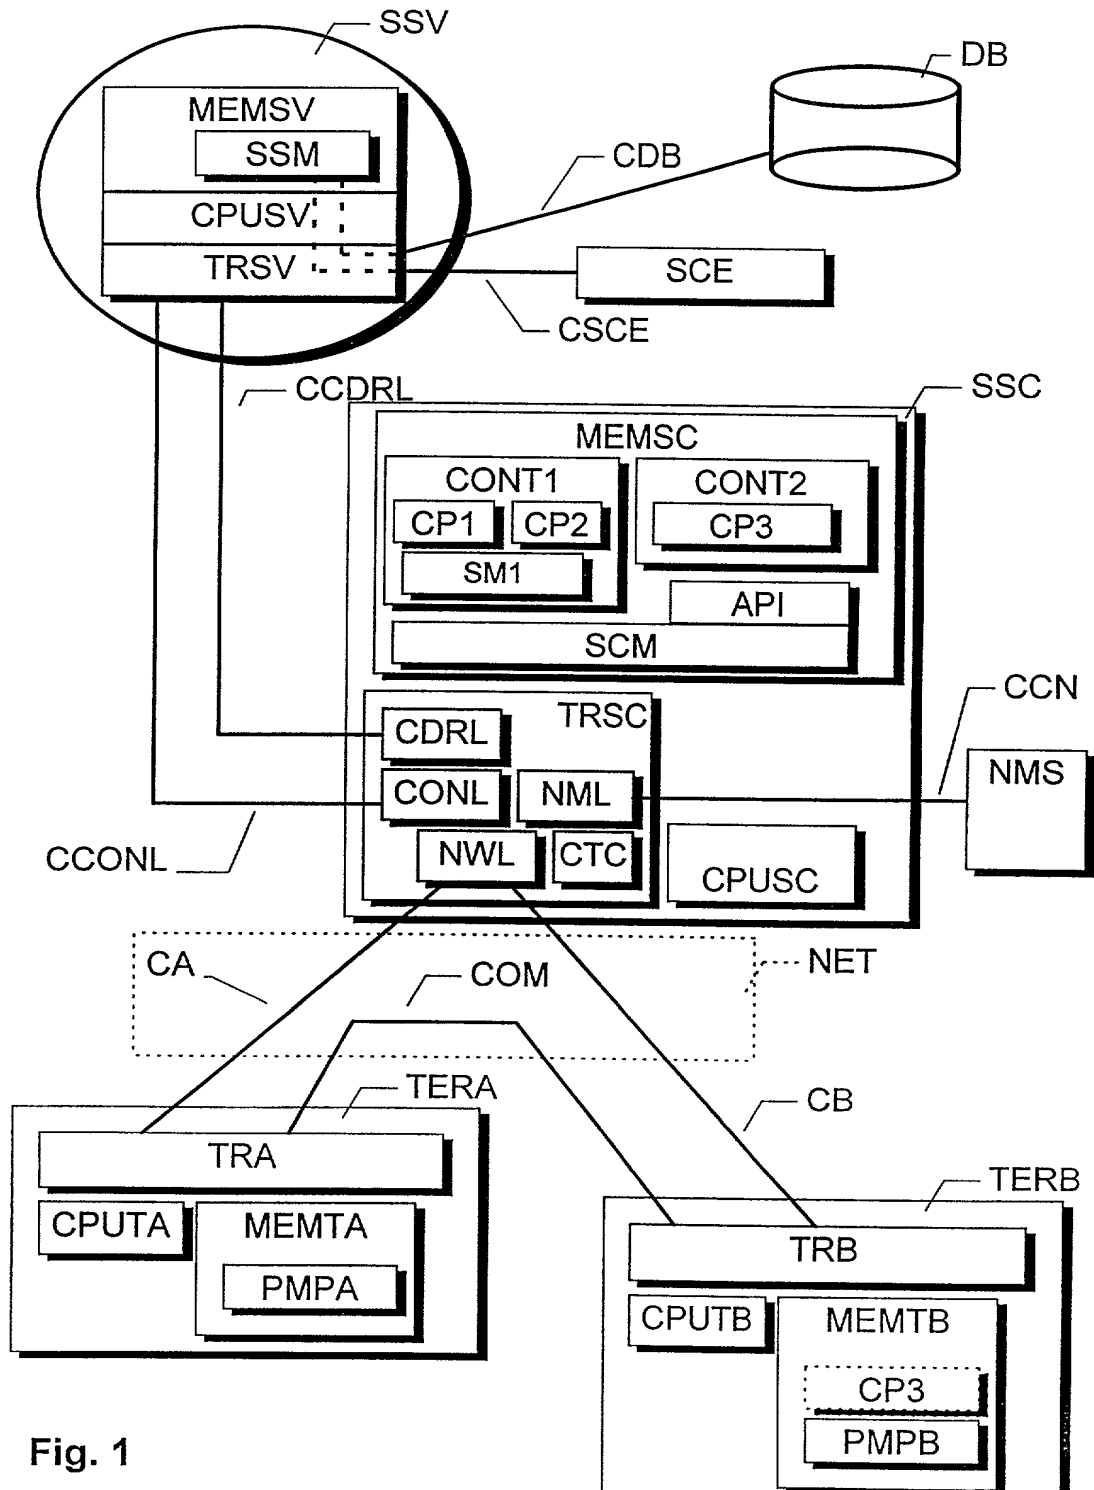 SSV
DB
MEMSV
SSM
CDB
CPUSV
TRSV
SCE
CSCE
CCDRL
SSC
MEMSC
CONT1
CONT2
CP1
CP2
CP3
SM1
API
SCM
CCN
TRSC
CDRL
NMS
CONL
NML
NWL
CTC
CCONL
CPUSC
CA
COM
NET
TERA
CB
TRA
TERB
CPUTA
MEMTA
TRB
PMPA
CPUTB
MEMTB
CP3
PMPB
Fig. 1